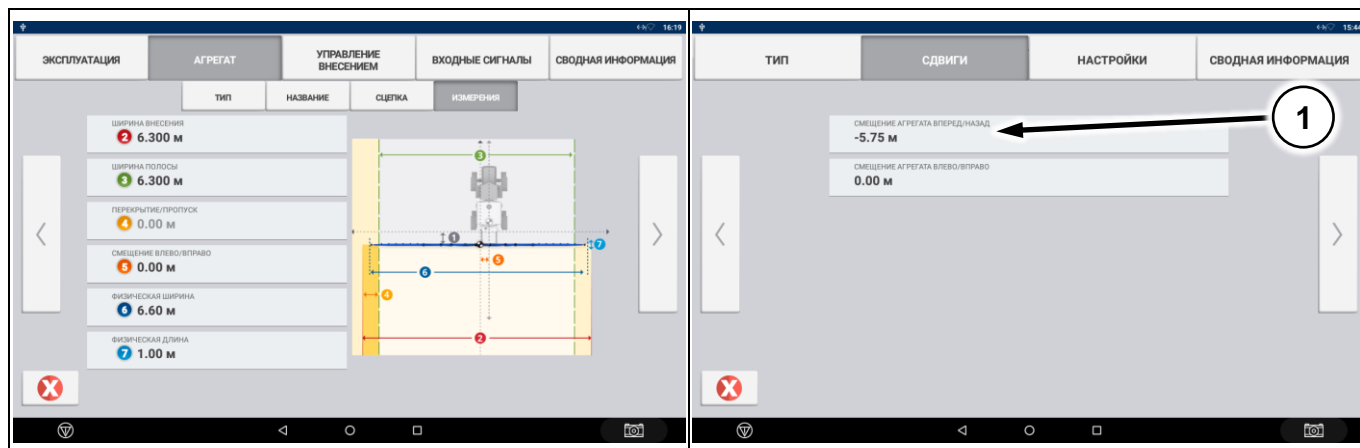 16:19
ЭКСПЛУАТАЦИЯ
АГРЕГАТ
УПРАВЛЕНИЕ
ВНЕСЕНИЕМ
ВХОДНЫЕ СИГНАЛЫ
СВОДНАЯ ИНФОРМАЦИЯ
ТИП
НАЗВАНИЕ
СЦЕПКА
ИЗМЕРЕНИЯ
ШИРИНА ВНЕСЕНИЯ
2 6.300 м
ШИРИНА ПОЛОСЫ
3 6.300 м
ПЕРЕКРЫТИЕ/ПРОПУСК
4 0.00 м
СМЕЩЕНИЕ ВЛЕВО/ВПРАВО
5 0.00 м
ФИЗИЧЕСКАЯ ШИРИНА
6 6.60 м
ФИЗИЧЕСКАЯ ДЛИНА
7 1.00 м
3
1
7
5
6
4
2
15:44
ТИП
СДВИГИ
НАСТРОЙКИ
СВОДНАЯ ИНФОРМАЦИЯ
СМЕЩЕНИЕ АГРЕГАТА ВПЕРЕД/НАЗАД
-5.75 м
СМЕЩЕНИЕ АГРЕГАТА ВЛЕВО/ВПРАВО
0.00 м
1